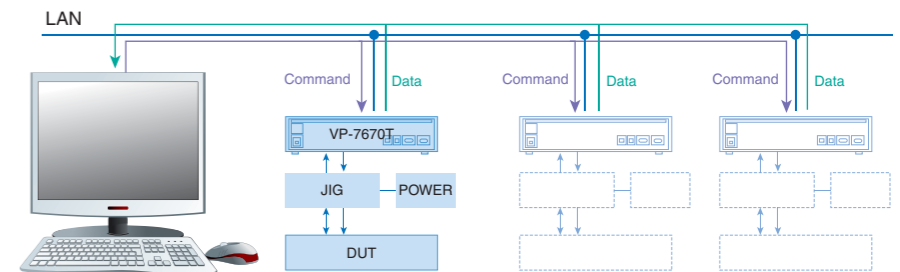 LAN
Command
Data
Command
Data
Command
Data
VP-7670T
JIG
POWER
DUT